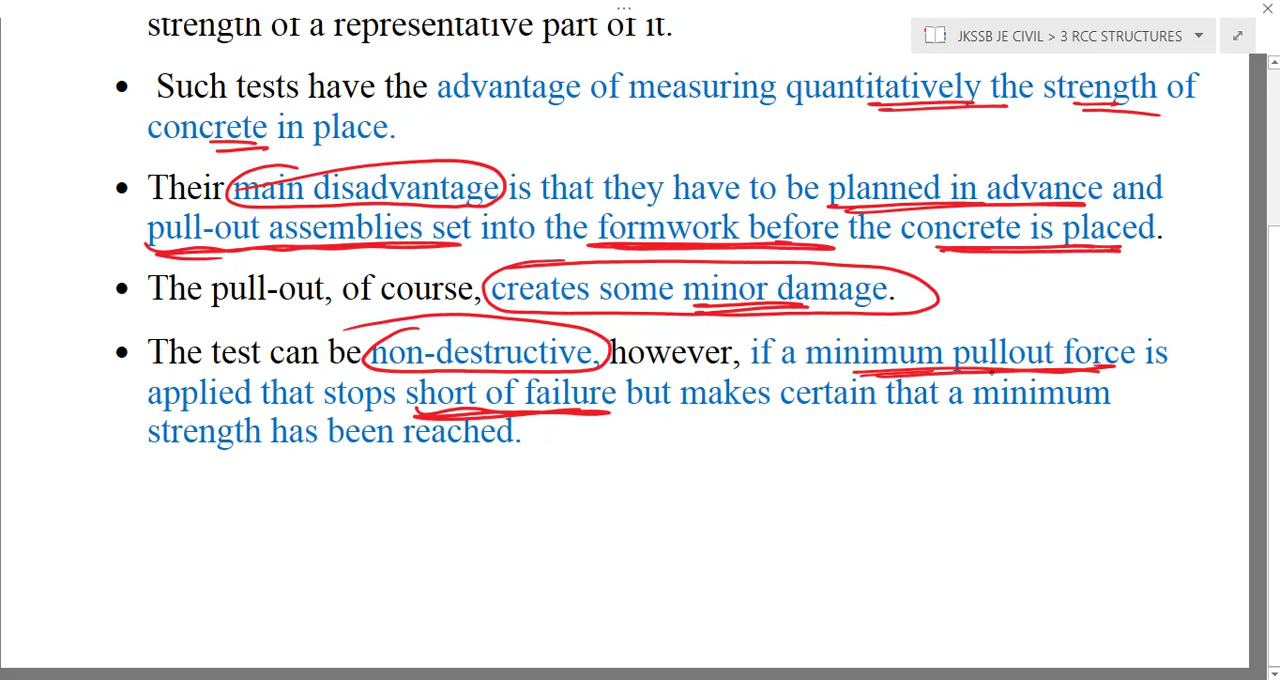 strength of a representative part of it.
JKSSB JE CIVIL > 3 RCC STRUCTURES
• Such tests have the advantage of measuring quantitatively the strength of
concrete in place.
• Their main disadvantage is that they have to be planned in advance and
pull-out assemblies set into the formwork before the concrete is placed.
• The pull-out, of course, creates some minor damage.
• The test can be non-destructive, however, if a minimum pullout force is
applied that stops short of failure but makes certain that a minimum
strength has been reached.